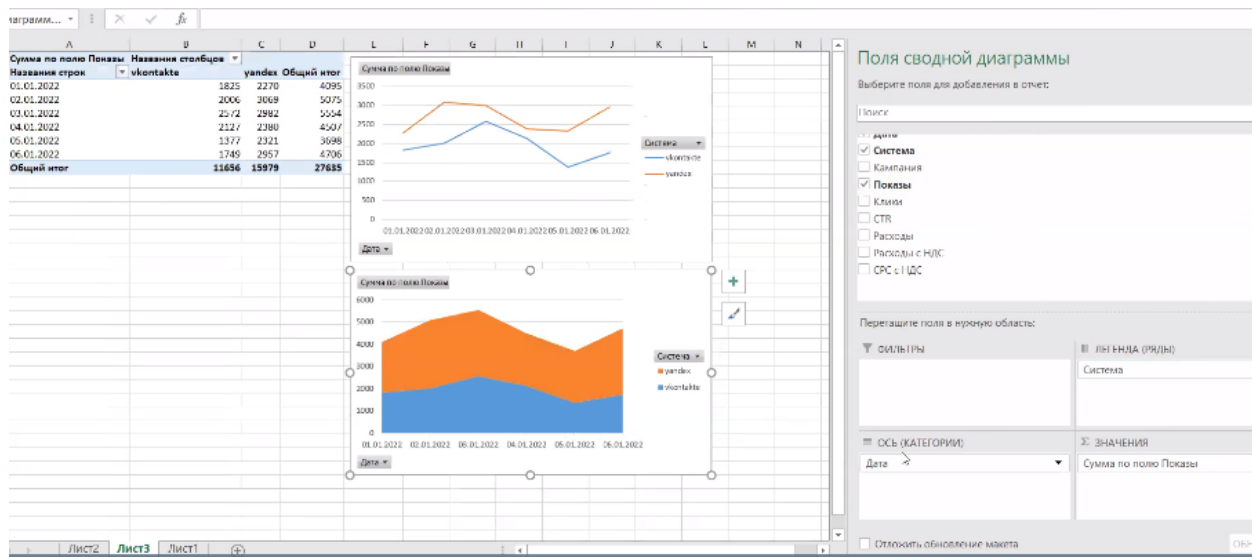 аграмм...
fx
A B C D E F G H I J K L M N
Сумма по полю Показы Названия столбцов
Названия строк vkontakte yandex Общий итог
01.01.2022 1825 2270 4095
02.01.2022 2006 3069 5075
03.01.2022 2572 2982 5554
04.01.2022 2127 2380 4507
05.01.2022 1377 2321 3698
06.01.2022 1749 2957 4706
Общий итог 11656 15979 27635
Сумма по полю Показы
3500
3000
2500
2000
1500
1000
500
0
01.01.2022 02.01.2022 03.01.2022 04.01.2022 05.01.2022 06.01.2022
Система
vkontakte
yandex
Дата
Сумма по полю Показы
6000
5000
4000
3000
2000
1000
0
01.01.2022 02.01.2022 03.01.2022 04.01.2022 05.01.2022 06.01.2022
Система
yandex
vkontakte
Дата
Поля сводной диаграммы
Выберите поля для добавления в отчет:
Поиск
Дата
Система
Кампания
Показы
Клики
CTR
Расходы
Расходы с НДС
CPC с НДС
Перетащите поля в нужную область:
ФИЛЬТРЫ
ЛЕГЕНДА (РЯДЫ)
Система
ОСЬ (КАТЕГОРИИ)
Дата
Σ ЗНАЧЕНИЯ
Сумма по полю Показы
Отложить обновление макета
ОБ
Лист2 Лист3 Лист1